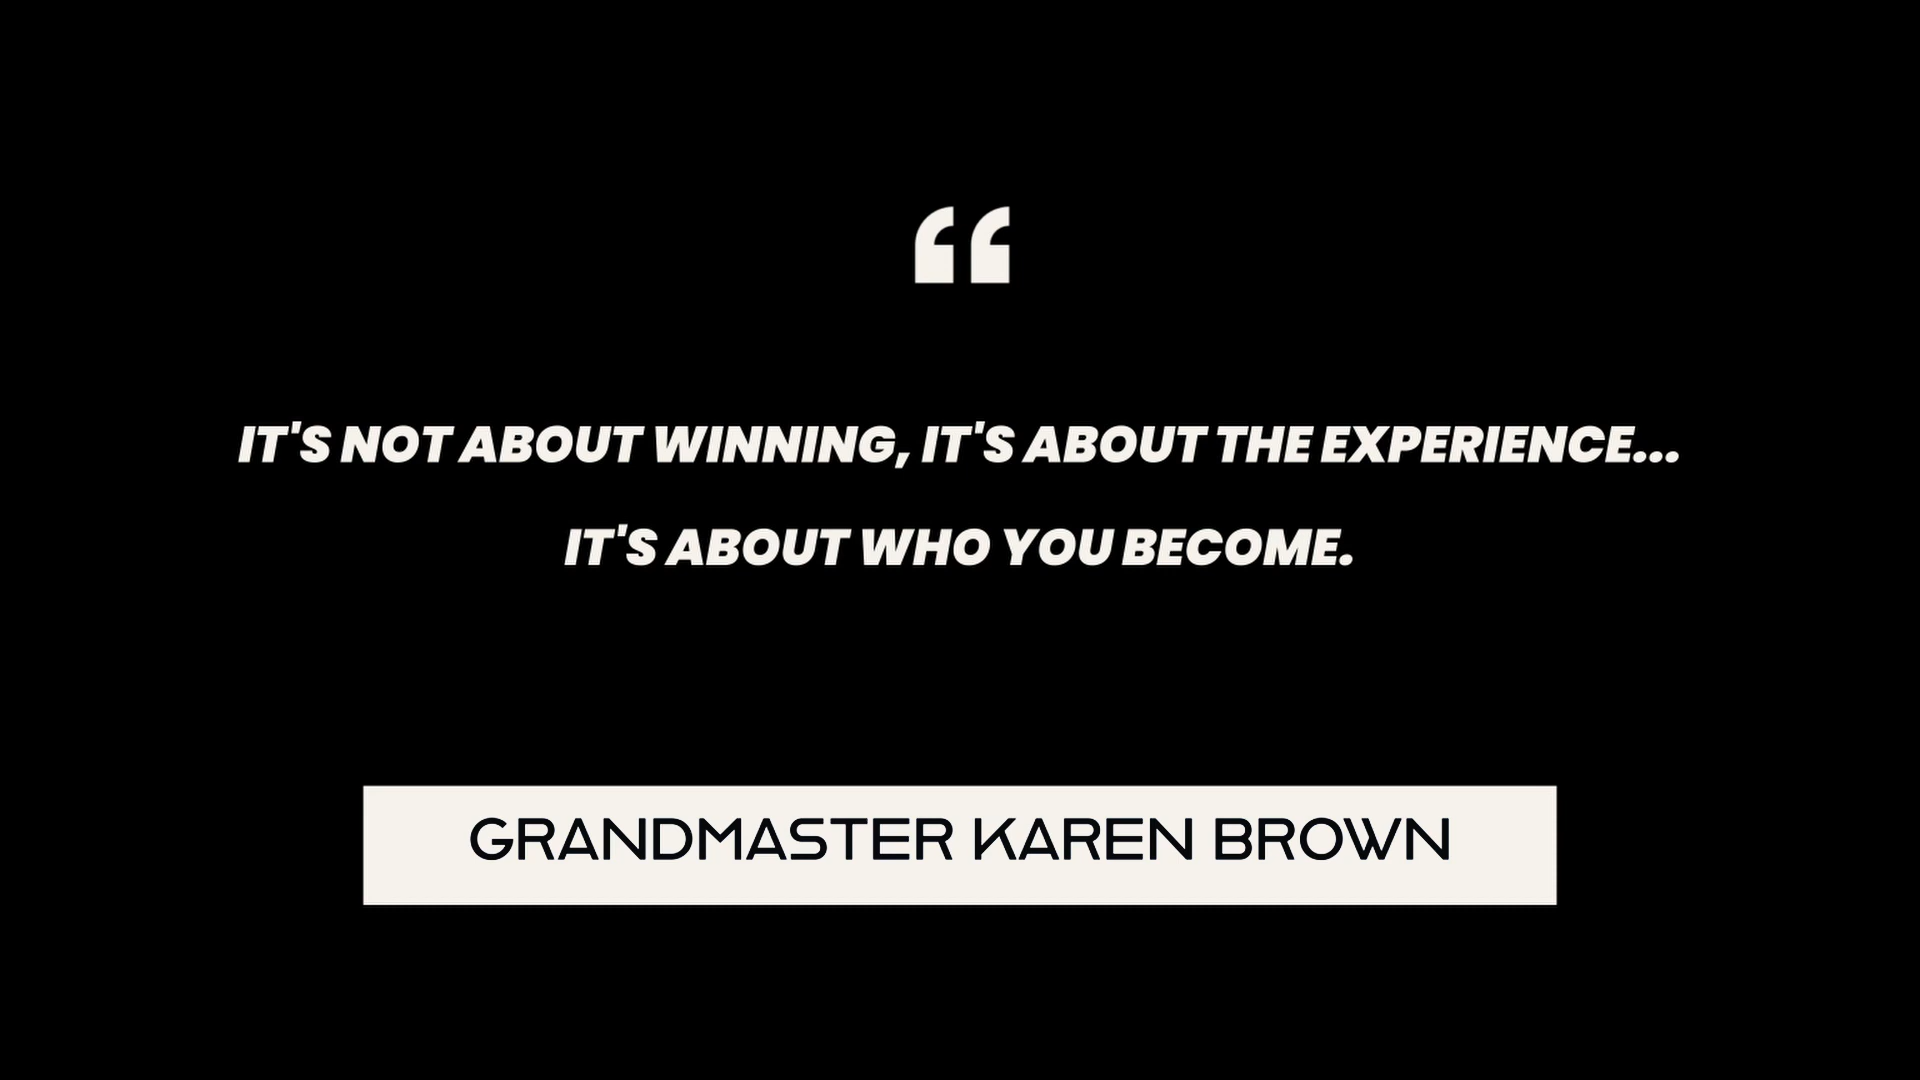 “
IT'S NOT ABOUT WINNING, IT'S ABOUT THE EXPERIENCE...
IT'S ABOUT WHO YOU BECOME.
GRANDMASTER KAREN BROWN